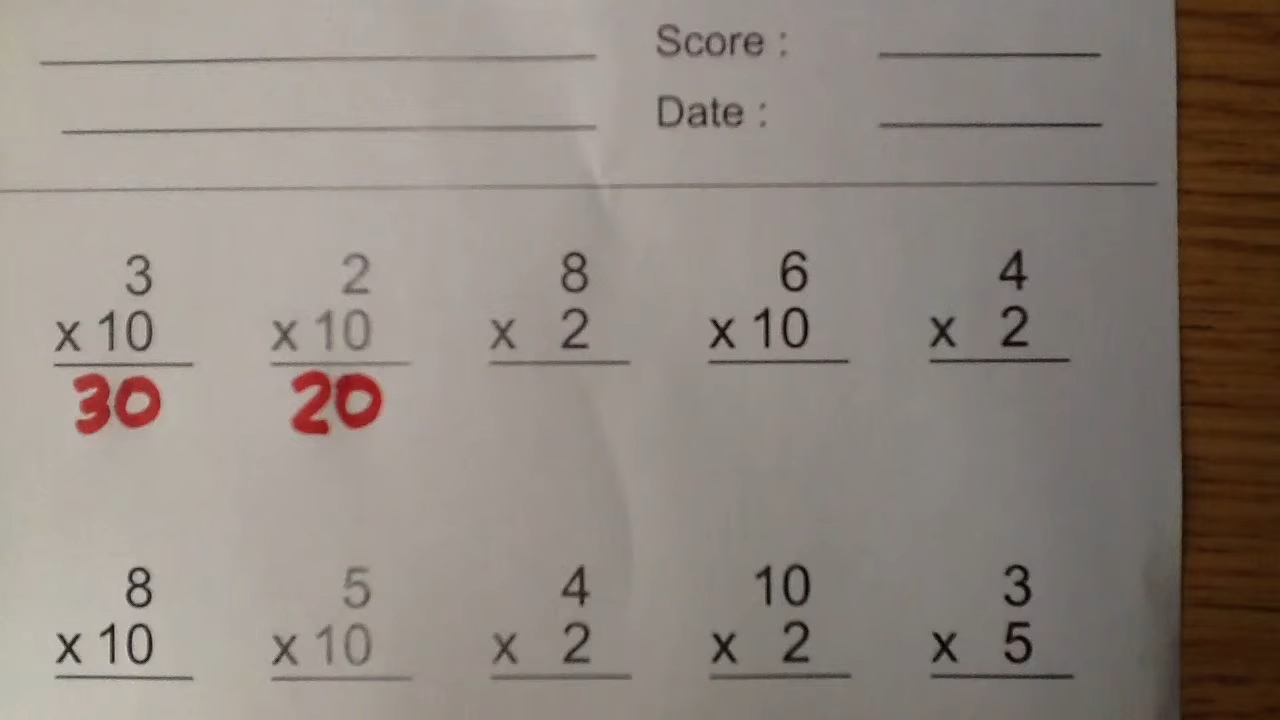 Score :
Date :
3 2 8 6 4
x 10 x 10 x 2 x 10 x 2
30 20
8 5 4 10 3
x 10 x 10 x 2 x 2 x 5